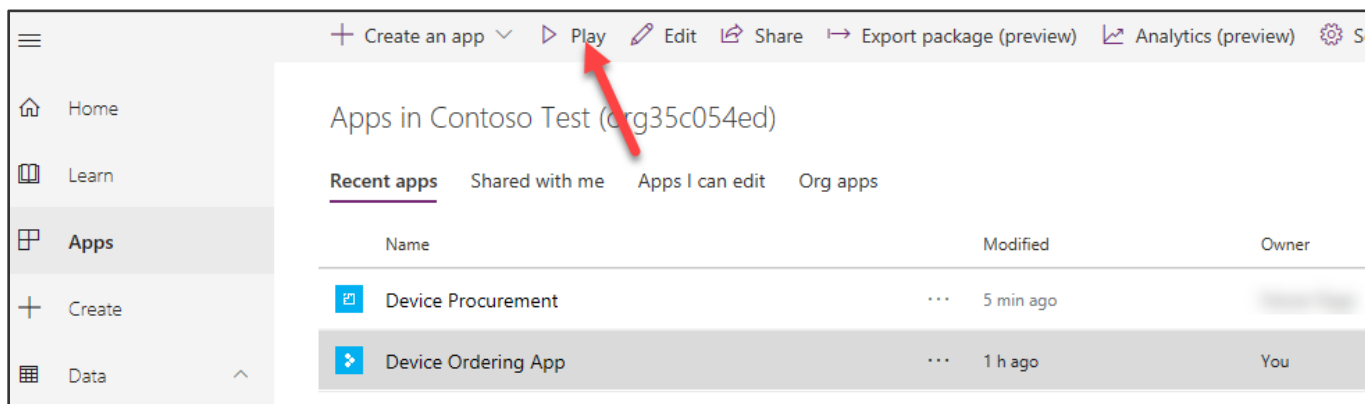 Create an app Play Edit Share Export package (preview) Analytics (preview)
Home
Learn
Apps
Create
Data
Apps in Contoso Test (org35c054ed)
Recent apps Shared with me Apps I can edit Org apps
Name Modified Owner
Device Procurement ... 5 min ago
Device Ordering App ... 1 h ago You